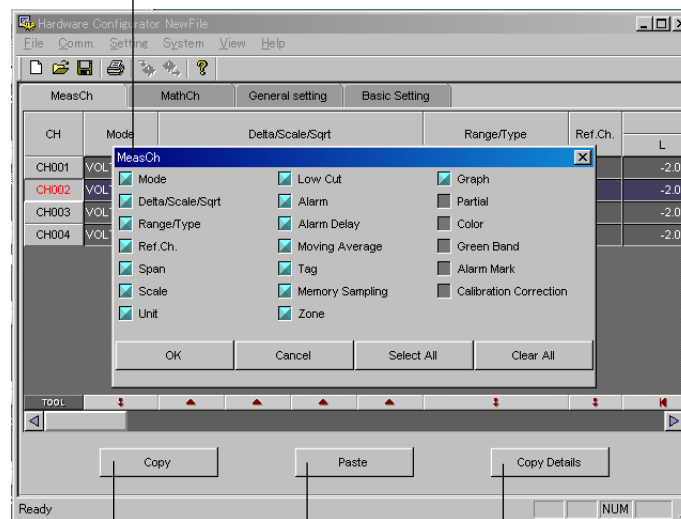 Hardware Configurator NewFile
File Comm. Setting System View Help
MeasCh MathCh General setting Basic Setting
CH Mode Delta/Scale/Sqrt Range/Type Ref.Ch.
L
CH001 VOL -2.0
CH002 VOL -2.0
CH003 VOL -2.0
CH004 VOL -2.0
MeasCh
Mode Low Cut Graph
Delta/Scale/Sqrt Alarm Partial
Range/Type Alarm Delay Color
Ref.Ch. Moving Average Green Band
Span Tag Alarm Mark
Scale Memory Sampling Calibration Correction
Unit Zone
OK Cancel Select All Clear All
TOOL
Copy Paste Copy Details
Ready NUM